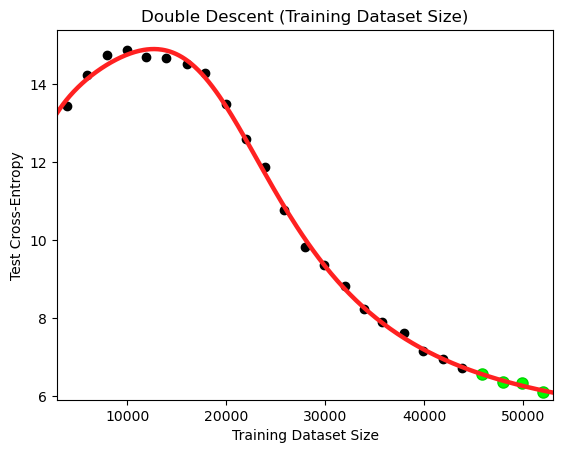 Double Descent (Training Dataset Size)
Test Cross-Entropy
14
12
10
8
6
10000 20000 30000 40000 50000
Training Dataset Size